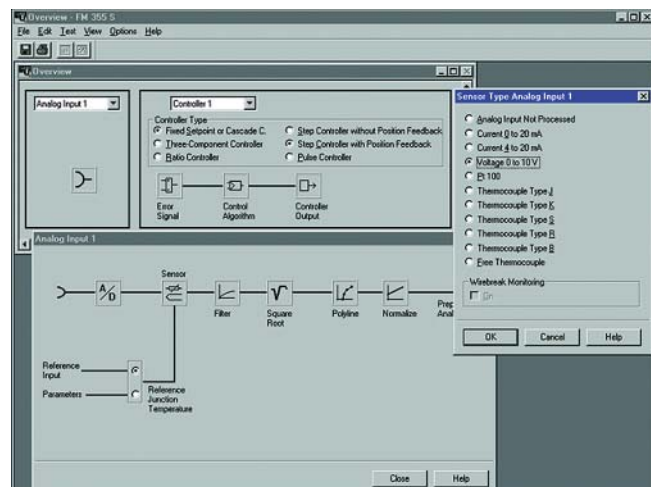 Overview - FM 355 S
File Edit Test View Options Help
Overview
Analog Input 1
Controller 1
Controller Type
Fixed Setpoint or Cascade C.
Step Controller without Position Feedback
Three-Component Controller
Step Controller with Position Feedback
Ratio Controller
Pulse Controller
Error Signal
Control Algorithm
Controller Output
Sensor Type Analog Input 1
Analog Input Not Processed
Current 0 to 20 mA
Current 4 to 20 mA
Voltage 0 to 10 V
Pt 100
Thermocouple Type J
Thermocouple Type K
Thermocouple Type S
Thermocouple Type R
Thermocouple Type B
Free Thermocouple
Wirebreak Monitoring
On
OK Cancel Help
Analog Input 1
A/D
Sensor
Filter
Square Root
Polyline
Normalize
Prep
Anal
Reference Input
Parameters
Reference Junction Temperature
Close Help